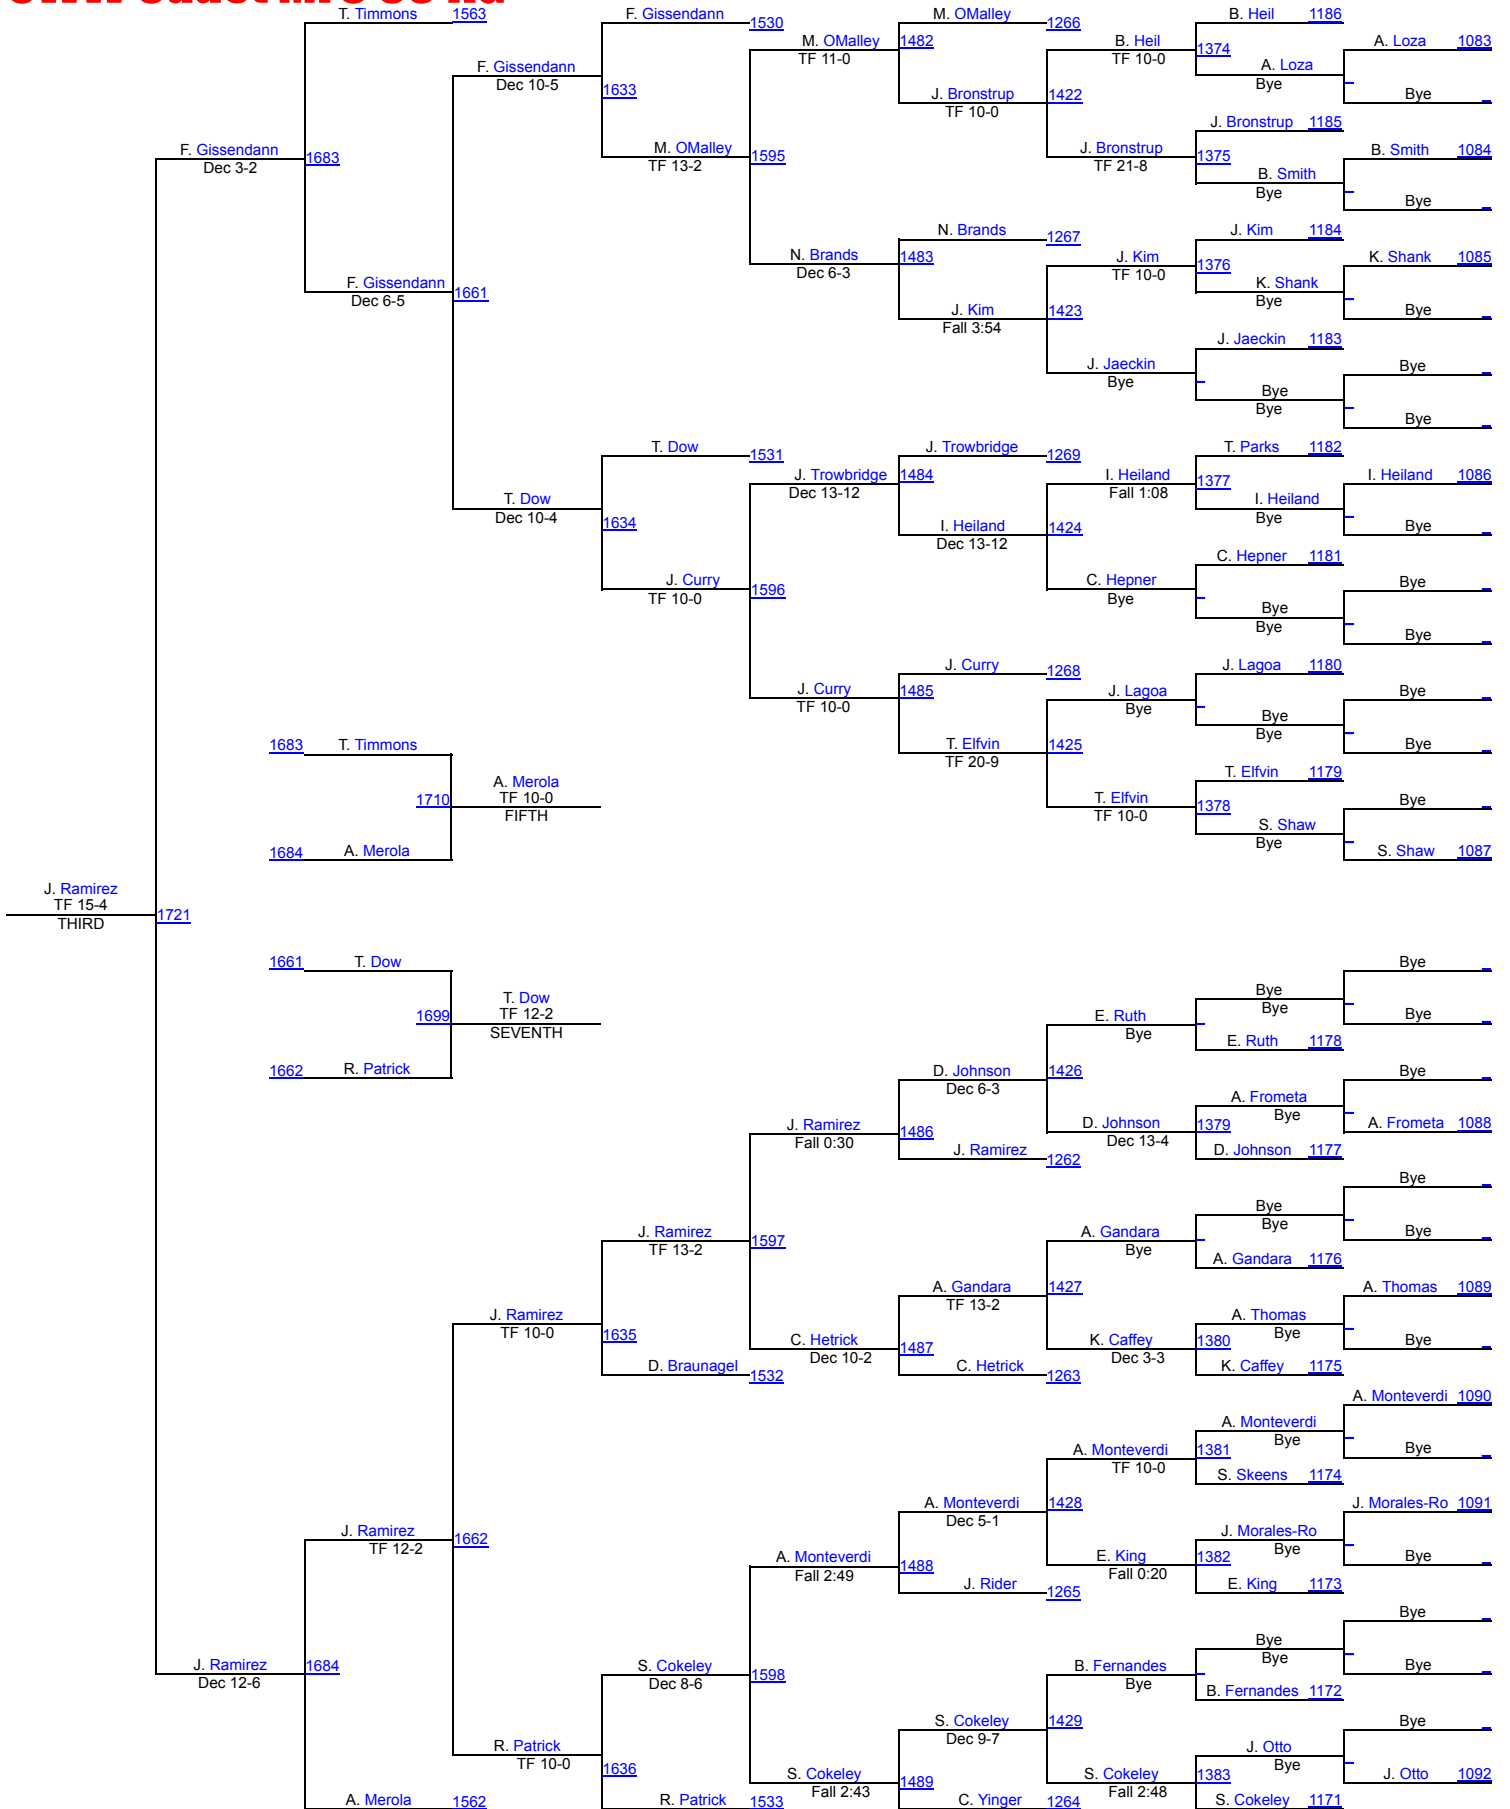 T. Timmons 1563
F. Gissendann 1530
M. OMalley 1266
B. Heil 1186
A. Loza 1083
M. OMalley 1482
TF 11-0
B. Heil 1374
TF 10-0
A. Loza
Bye
Bye
F. Gissendann
Dec 10-5
1633
J. Bronstrup 1422
TF 10-0
J. Bronstrup 1185
F. Gissendann 1683
Dec 3-2
M. OMalley 1595
TF 13-2
J. Bronstrup 1375
TF 21-8
B. Smith 1084
B. Smith
Bye
Bye
N. Brands 1267
J. Kim 1184
N. Brands 1483
Dec 6-3
J. Kim 1376
TF 10-0
K. Shank 1085
F. Gissendann 1661
Dec 6-5
K. Shank
Bye
J. Kim 1423
Fall 3:54
Bye
J. Jaeckin 1183
J. Jaeckin
Bye
Bye
Bye
Bye
Bye
T. Dow 1531
J. Trowbridge 1269
T. Parks 1182
J. Trowbridge 1484
Dec 13-12
I. Heiland 1377
Fall 1:08
I. Heiland 1086
T. Dow
Dec 10-4
I. Heiland
Bye
1634
I. Heiland 1424
Dec 13-12
Bye
C. Hepner 1181
J. Curry 1596
TF 10-0
C. Hepner
Bye
Bye
Bye
Bye
Bye
J. Curry 1268
J. Lagoa 1180
J. Curry 1485
TF 10-0
J. Lagoa
Bye
Bye
Bye
Bye
1683 T. Timmons
T. Elfvin 1425
TF 20-9
Bye
T. Elfvin 1179
A. Merola
1710 TF 10-0
FIFTH
T. Elfvin 1378
TF 10-0
Bye
S. Shaw
Bye
1684 A. Merola
S. Shaw 1087
J. Ramirez
TF 15-4
THIRD
1721
1661 T. Dow
Bye
T. Dow
1699 TF 12-2
SEVENTH
Bye
Bye
E. Ruth
Bye
Bye
E. Ruth 1178
1662 R. Patrick
D. Johnson 1426
Dec 6-3
Bye
A. Frometa
Bye
J. Ramirez 1486
Fall 0:30
D. Johnson 1379
Dec 13-4
A. Frometa 1088
J. Ramirez 1262
D. Johnson 1177
Bye
J. Ramirez 1597
TF 13-2
A. Gandara
Bye
Bye
Bye
Bye
A. Gandara 1176
A. Gandara 1427
TF 13-2
A. Thomas 1089
J. Ramirez
TF 10-0
1635
A. Thomas
Bye
C. Hetrick 1487
Dec 10-2
K. Caffey 1380
Dec 3-3
Bye
D. Braunagel 1532
C. Hetrick 1263
K. Caffey 1175
A. Monteverdi 1090
A. Monteverdi
Bye
A. Monteverdi 1381
TF 10-0
Bye
S. Skeens 1174
A. Monteverdi 1428
Dec 5-1
J. Morales-Ro 1091
J. Ramirez 1662
TF 12-2
J. Morales-Ro
Bye
A. Monteverdi 1488
Fall 2:49
E. King 1382
Fall 0:20
Bye
J. Rider 1265
E. King 1173
Bye
J. Ramirez 1684
Dec 12-6
S. Cokeley 1598
Dec 8-6
B. Fernandes
Bye
Bye
Bye
Bye
B. Fernandes 1172
S. Cokeley 1429
Dec 9-7
Bye
R. Patrick
TF 10-0
1636
J. Otto
Bye
S. Cokeley 1489
Fall 2:43
S. Cokeley 1383
Fall 2:48
J. Otto 1092
A. Merola 1562
R. Patrick 1533
C. Yinger 1264
S. Cokeley 1171